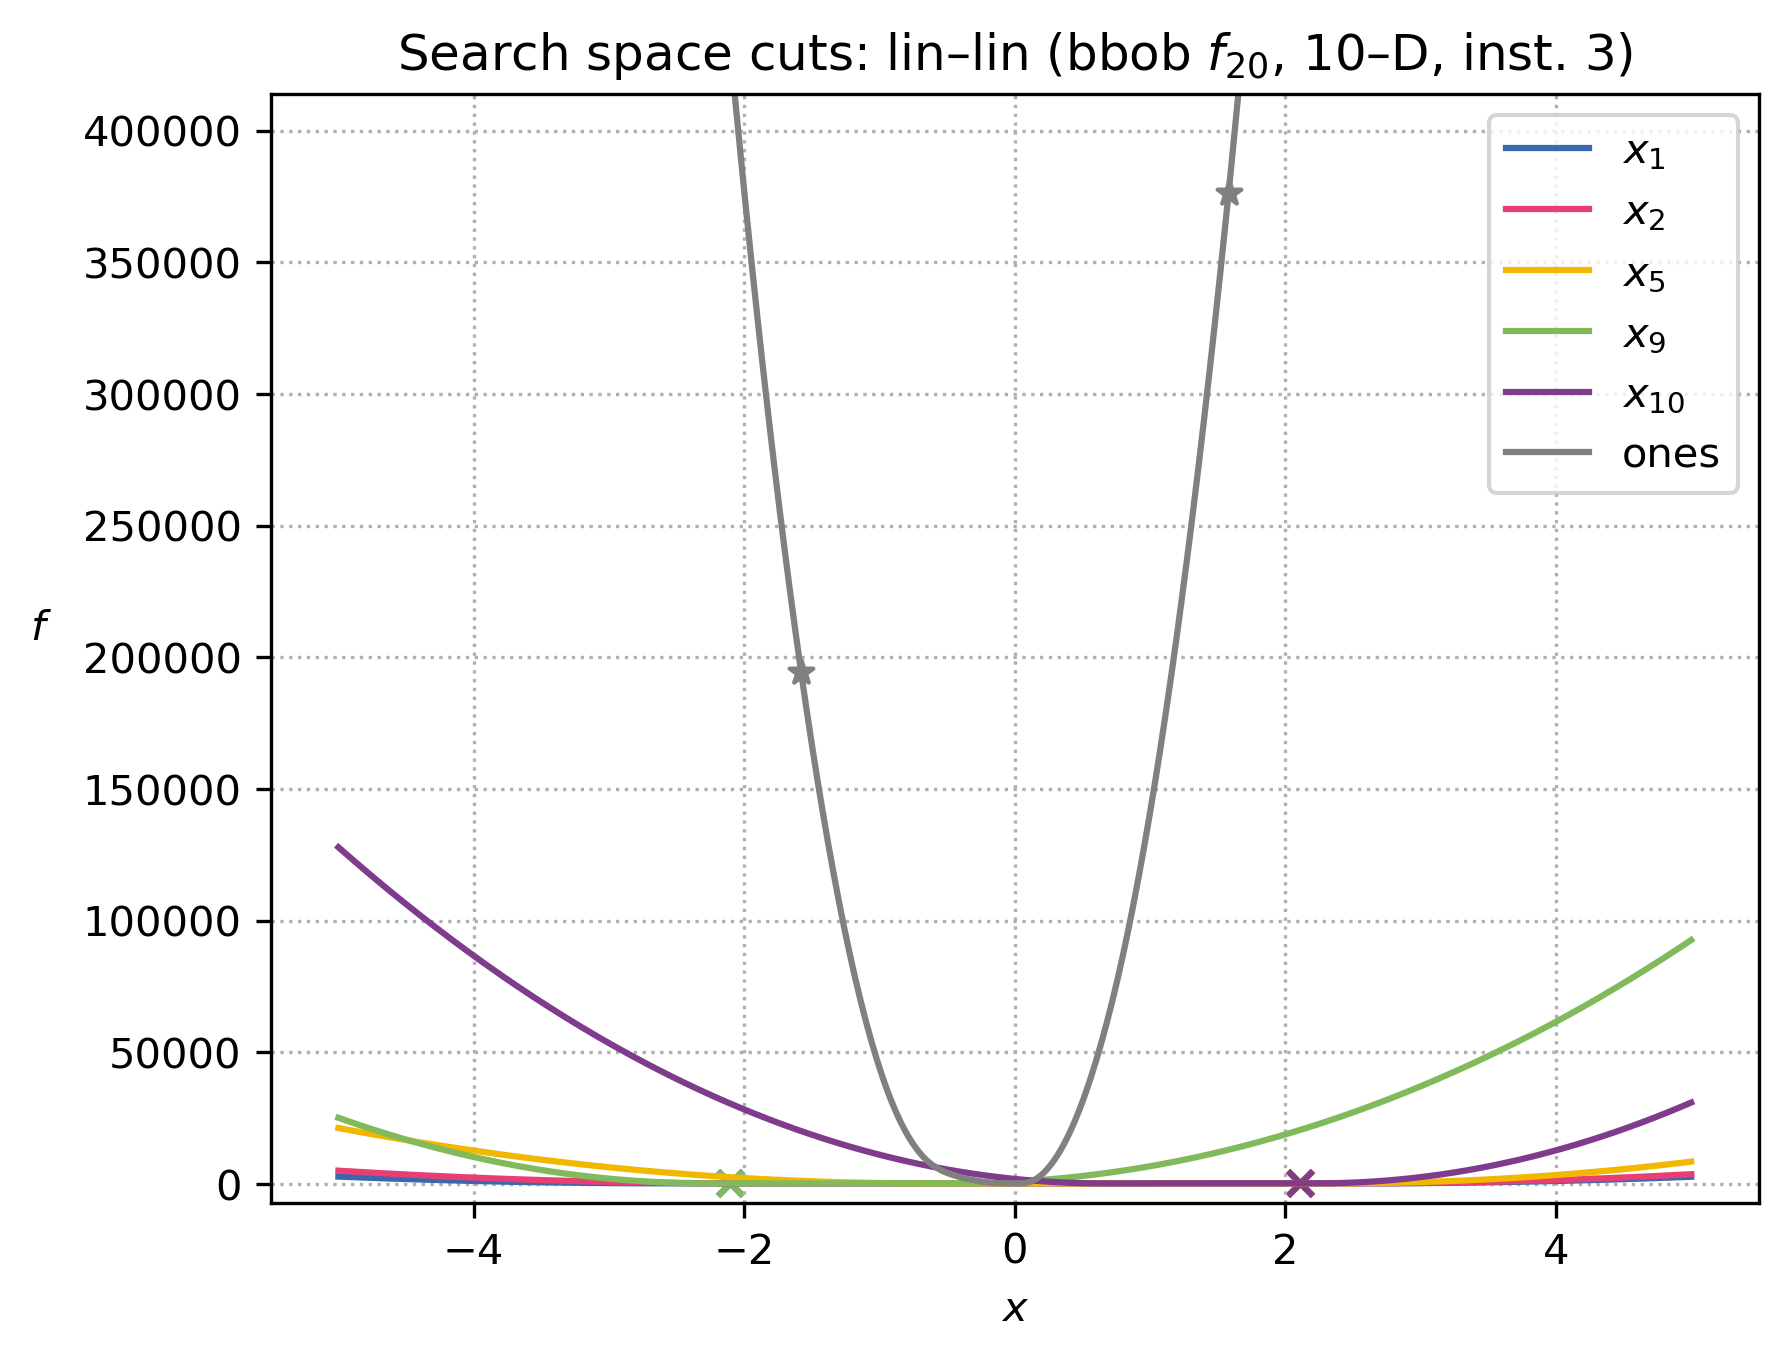 Search space cuts: lin–lin (bbob f20, 10–D, inst. 3)
400000
350000
300000
250000
200000
150000
100000
50000
0
f
−4
−2
0
2
4
x
x1
x2
x5
x9
x10
ones